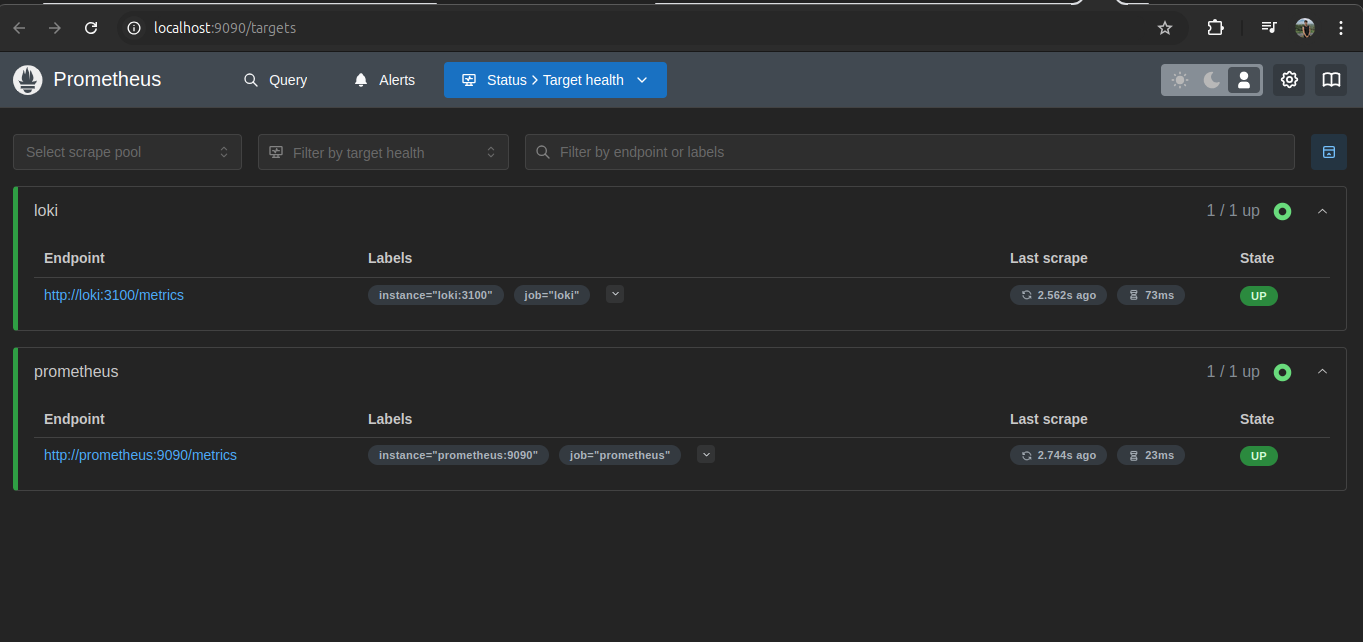 localhost:9090/targets
Prometheus Query Alerts Status > Target health
Select scrape pool Filter by target health Filter by endpoint or labels
loki 1 / 1 up
Endpoint Labels Last scrape State
http://loki:3100/metrics instance="loki:3100" job="loki" 2.562s ago 73ms UP
prometheus 1 / 1 up
Endpoint Labels Last scrape State
http://prometheus:9090/metrics instance="prometheus:9090" job="prometheus" 2.744s ago 23ms UP